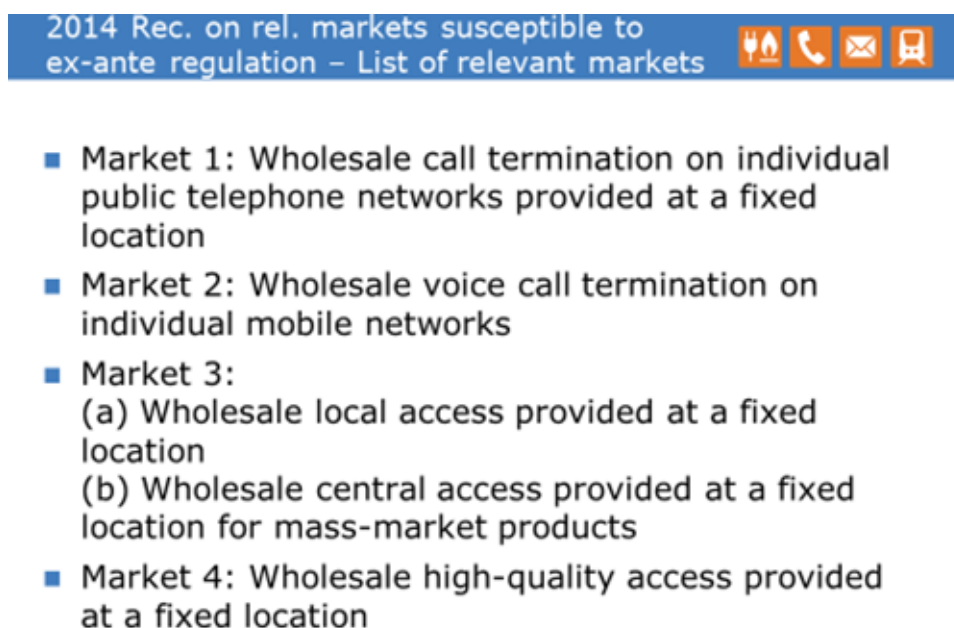 2014 Rec. on rel. markets susceptible to
ex-ante regulation – List of relevant markets
Market 1: Wholesale call termination on individual
public telephone networks provided at a fixed
location
Market 2: Wholesale voice call termination on
individual mobile networks
Market 3:
(a) Wholesale local access provided at a fixed
location
(b) Wholesale central access provided at a fixed
location for mass-market products
Market 4: Wholesale high-quality access provided
at a fixed location